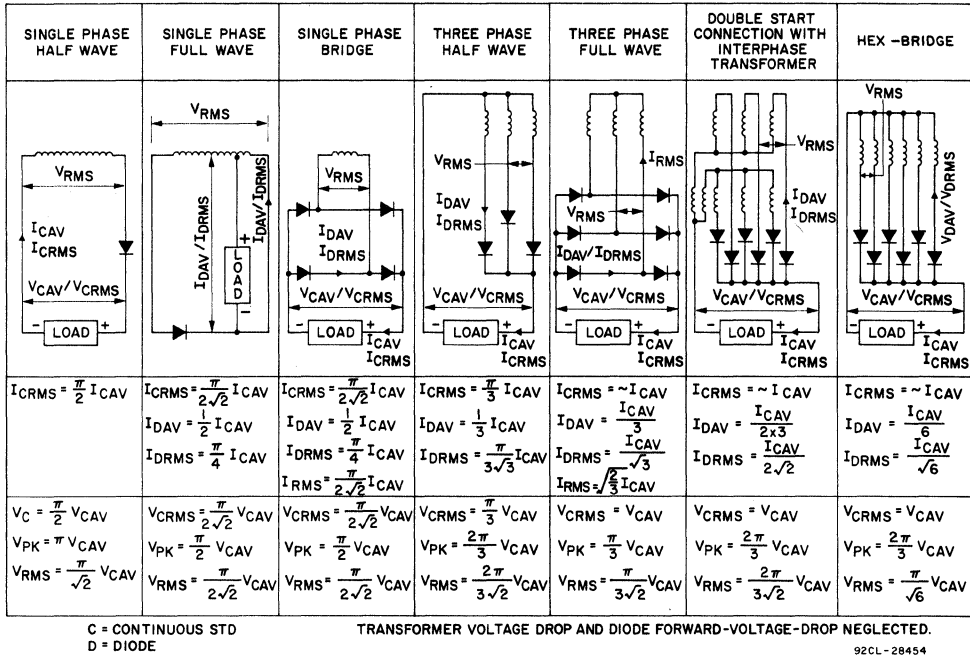 SINGLE PHASE HALF WAVE
SINGLE PHASE FULL WAVE
SINGLE PHASE BRIDGE
THREE PHASE HALF WAVE
THREE PHASE FULL WAVE
DOUBLE START CONNECTION WITH INTERPHASE TRANSFORMER
HEX-BRIDGE
VRMS
ICAV
ICRMS
VCAV/VCRMS
- LOAD +
VRMS
IDAV/IDRMS
IDAV/IDRMS
+
LOAD
-
VRMS
IDAV
IDRMS
VCAV/VCRMS
- LOAD +
ICAV
ICRMS
VRMS
IDAV
IDRMS
VCAV/VCRMS
- LOAD +
ICAV
ICRMS
IRMS
VRMS
IDAV/IDRMS
VCAV/VCRMS
- LOAD +
ICAV
ICRMS
VRMS
IDAV
IDRMS
VCAV/VCRMS
- LOAD +
ICAV
ICRMS
VRMS
VDAV/VDRMS
VCAV/VCRMS
- LOAD +
ICAV
ICRMS
ICRMS = π/2 ICAV
ICRMS = π/2√2 ICAV
IDAV = 1/2 ICAV
IDRMS = π/4 ICAV
ICRMS = π/2√2 ICAV
IDAV = 1/2 ICAV
IDRMS = π/4 ICAV
IRMS = π/2√2 ICAV
ICRMS = π/3 ICAV
IDAV = 1/3 ICAV
IDRMS = π/3√3 ICAV
ICRMS = ~ICAV
IDAV = ICAV/3
IDRMS = ICAV/√3
IRMS = √2/3 ICAV
ICRMS = ~ ICAV
IDAV = ICAV/2x3
IDRMS = ICAV/2√2
ICRMS = ~ ICAV
IDAV = ICAV/6
IDRMS = ICAV/√6
VC = π/2 VCAV
VPK = π VCAV
VRMS = π/√2 VCAV
VCRMS = π/2√2 VCAV
VPK = π/2 VCAV
VRMS = π/2√2 VCAV
VCRMS = π/2√2 VCAV
VPK = π/2 VCAV
VRMS = π/2√2 VCAV
VCRMS = π/3 VCAV
VPK = 2π/3 VCAV
VRMS = 2π/3√2 VCAV
VCRMS = VCAV
VPK = π/3 VCAV
VRMS = π/3√2 VCAV
VCRMS = VCAV
VPK = 2π/3 VCAV
VRMS = 2π/3√2 VCAV
VCRMS = VCAV
VPK = 2π/3 VCAV
VRMS = π/√6 VCAV
C = CONTINUOUS STD
D = DIODE
TRANSFORMER VOLTAGE DROP AND DIODE FORWARD-VOLTAGE-DROP NEGLECTED.
92CL-28454